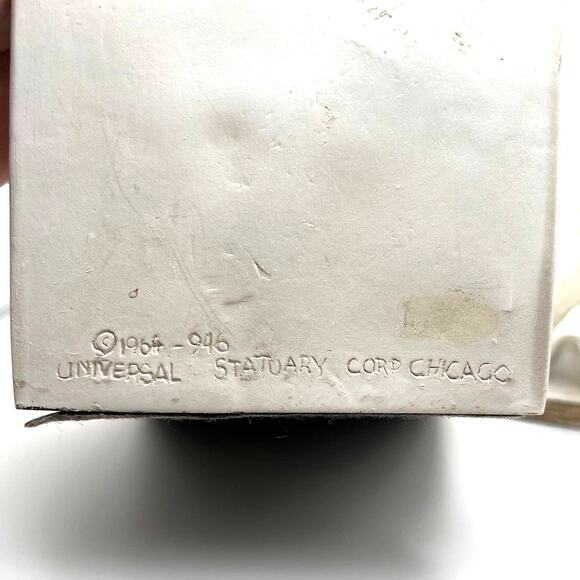 ©1964 - 946
UNIVERSAL STATUARY CORP CHICAGO